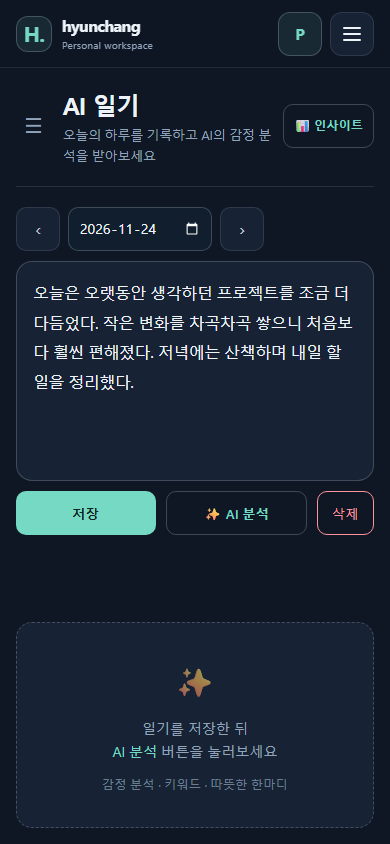 H.
hyunchang
Personal workspace
P
AI 일기
오늘의 하루를 기록하고 AI의 감정 분
석을 받아보세요
인사이트
2026-11-24
오늘은 오랫동안 생각하던 프로젝트를 조금 더
다듬었다. 작은 변화를 차곡차곡 쌓으니 처음보
다 훨씬 편해졌다. 저녁에는 산책하며 내일 할
일을 정리했다.
저장
AI 분석
삭제
일기를 저장한 뒤
AI 분석 버튼을 눌러보세요
감정 분석 · 키워드 · 따뜻한 한마디